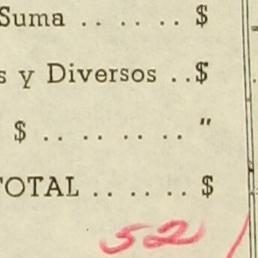 Suma . . . . . . $
s y Diversos . . $
$ . . . . . . . . "
TOTAL . . . . . . $
52